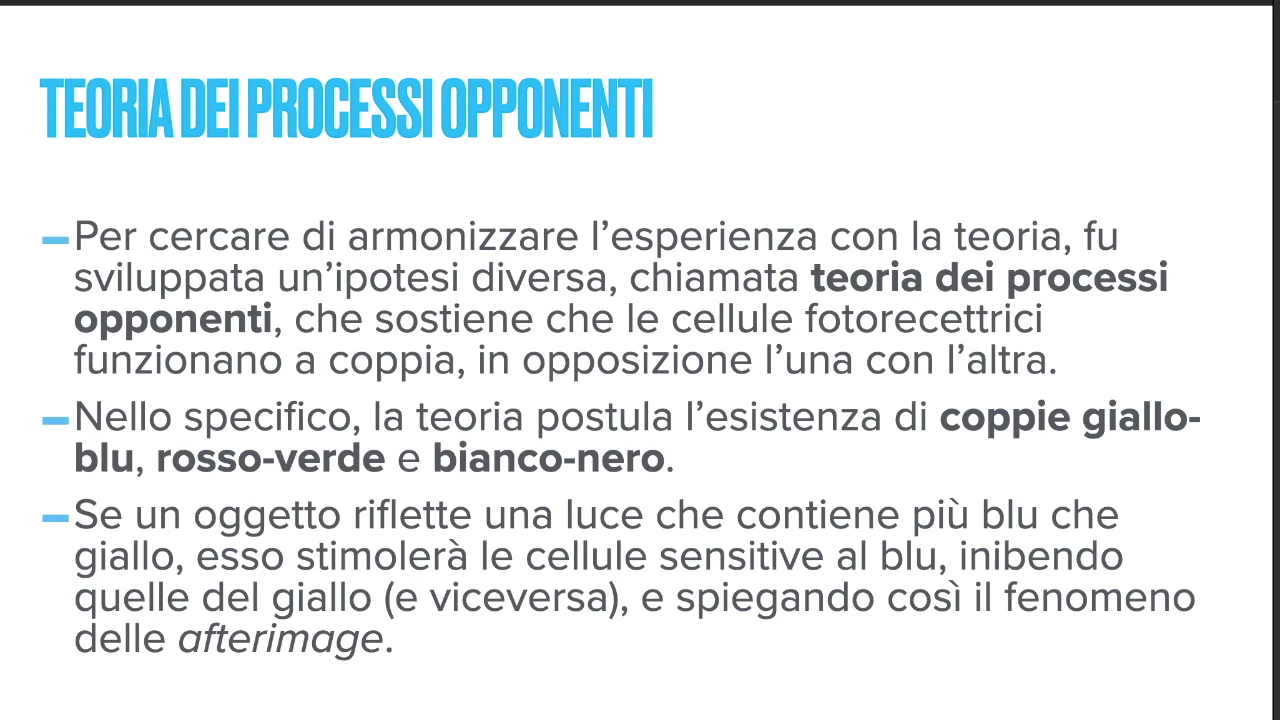 TEORIA DEI PROCESSI OPPONENTI
– Per cercare di armonizzare l’esperienza con la teoria, fu
sviluppata un’ipotesi diversa, chiamata teoria dei processi
opponenti, che sostiene che le cellule fotorecettrici
funzionano a coppia, in opposizione l’una con l’altra.
– Nello specifico, la teoria postula l’esistenza di coppie giallo-
blu, rosso-verde e bianco-nero.
– Se un oggetto riflette una luce che contiene più blu che
giallo, esso stimolerà le cellule sensitive al blu, inibendo
quelle del giallo (e viceversa), e spiegando così il fenomeno
delle afterimage.